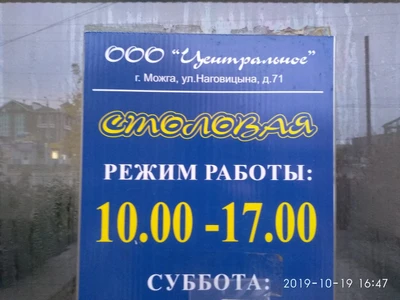 ООО "Центральное"
г. Можга, ул.Наговицына, д.71
СТОЛОВАЯ
РЕЖИМ РАБОТЫ:
10.00 -17.00
СУББОТА:
2019-10-19 16:47